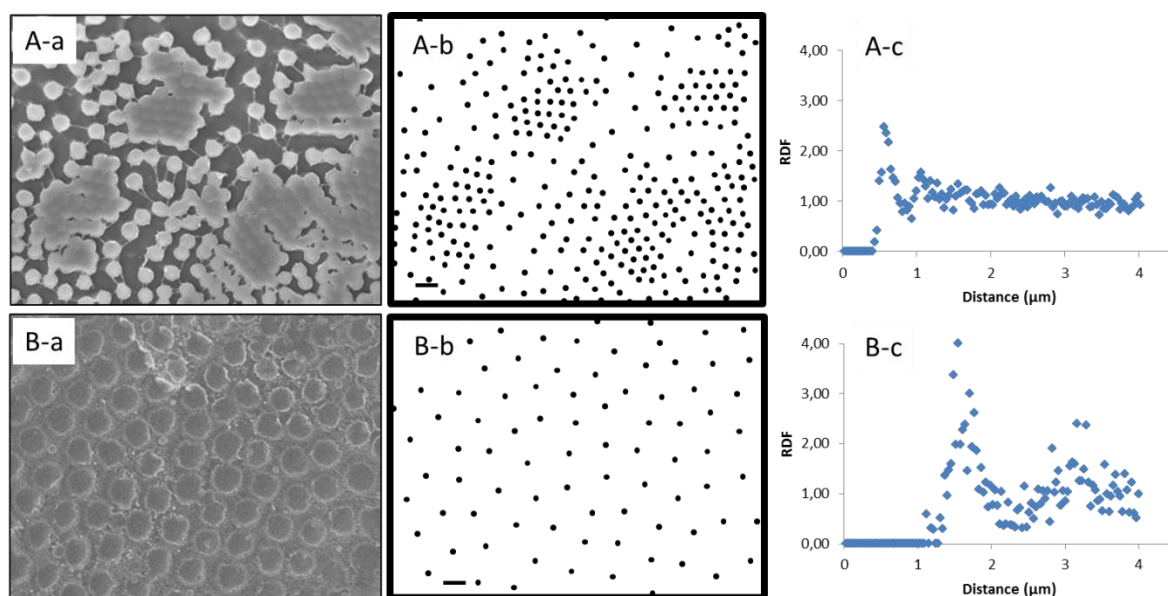 A-a
A-b
A-c
4,00
3,00
2,00
1,00
0,00
RDF
0
1
2
3
4
Distance (µm)
B-a
B-b
B-c
4,00
3,00
2,00
1,00
0,00
RDF
0
1
2
3
4
Distance (µm)